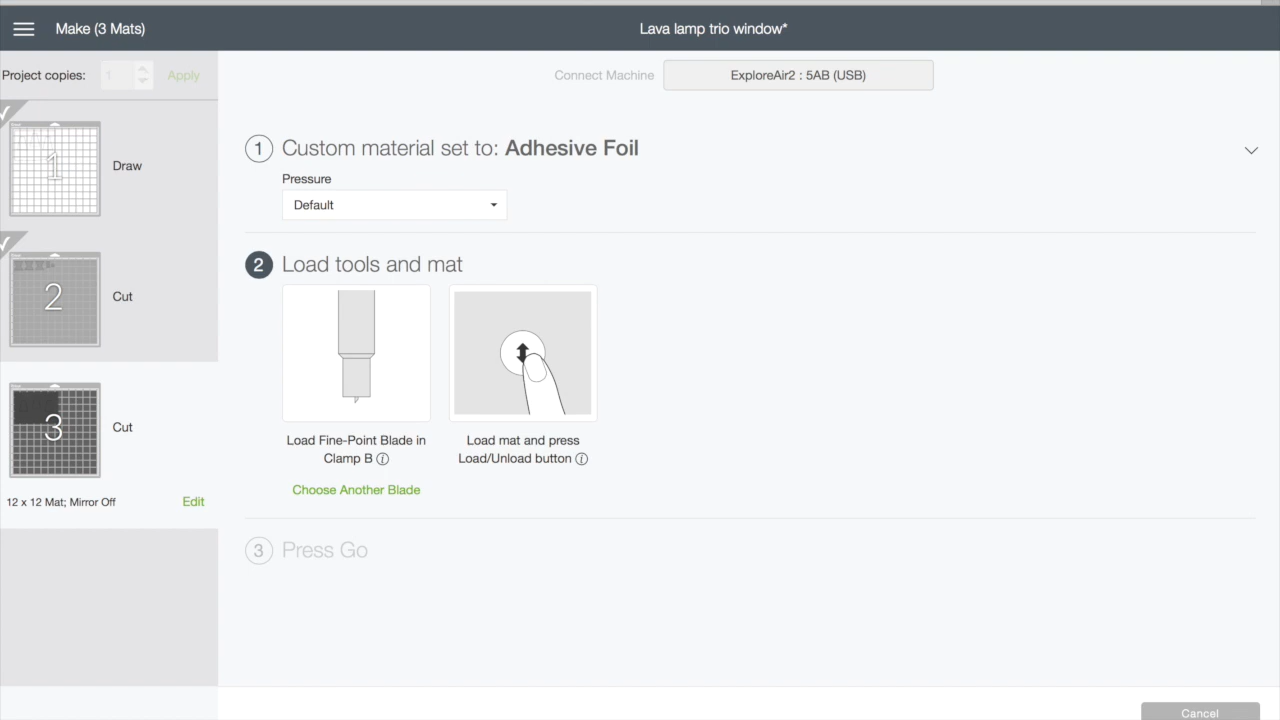 Make (3 Mats)
Lava lamp trio window*
Project copies:
1
Apply
Connect Machine
ExploreAir2 : 5AB (USB)
1
Draw
2
Cut
3
Cut
12 x 12 Mat; Mirror Off
Edit
1
Custom material set to: Adhesive Foil
Pressure
Default
2
Load tools and mat
Load Fine-Point Blade in
Clamp B
Choose Another Blade
Load mat and press
Load/Unload button
3
Press Go
Cancel